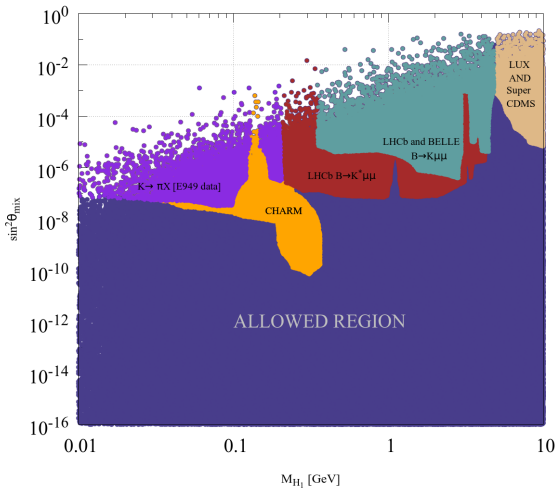 10^0
10^-2
10^-4
10^-6
10^-8
10^-10
10^-12
10^-14
10^-16
sin²θ_mix
LUX
AND
Super
CDMS
LHCb and BELLE
B→Kμμ
LHCb B→K*μμ
K→ πX [E949 data]
CHARM
ALLOWED REGION
0.01 0.1 1 10
M_H₁ [GeV]